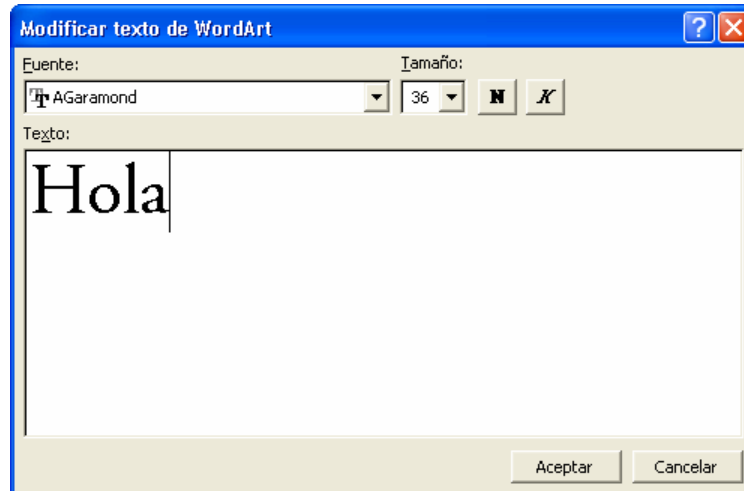 Modificar texto de WordArt
Fuente: Tamaño:
AGaramond 36 N K
Texto:
Hola
Aceptar Cancelar